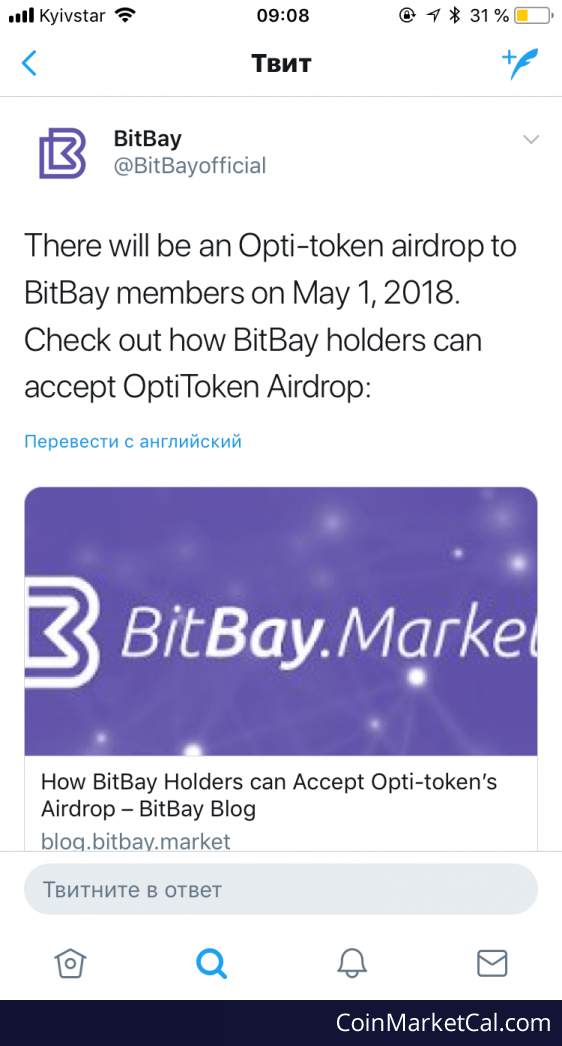 Kyivstar 09:08 31 %
Твит
BitBay
@BitBayofficial
There will be an Opti-token airdrop to
BitBay members on May 1, 2018.
Check out how BitBay holders can
accept OptiToken Airdrop:
Перевести с английский
BitBay.Market
How BitBay Holders can Accept Opti-token’s
Airdrop – BitBay Blog
blog.bitbay.market
Твитните в ответ
CoinMarketCal.com